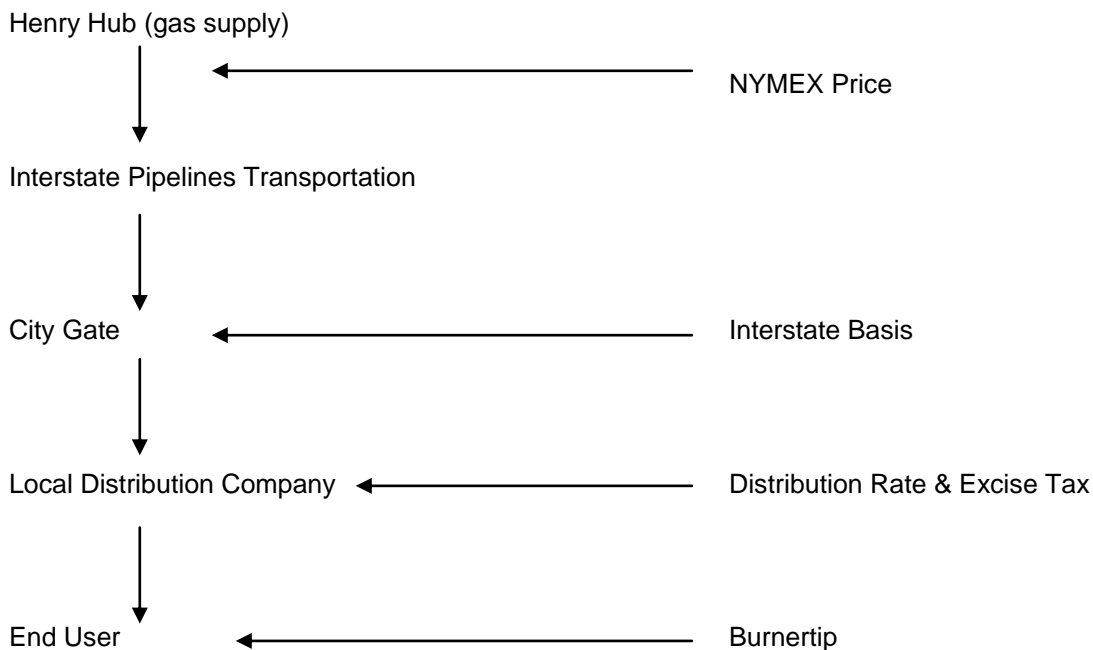 Henry Hub (gas supply)
NYMEX Price
Interstate Pipelines Transportation
City Gate
Interstate Basis
Local Distribution Company
Distribution Rate & Excise Tax
End User
Burnertip